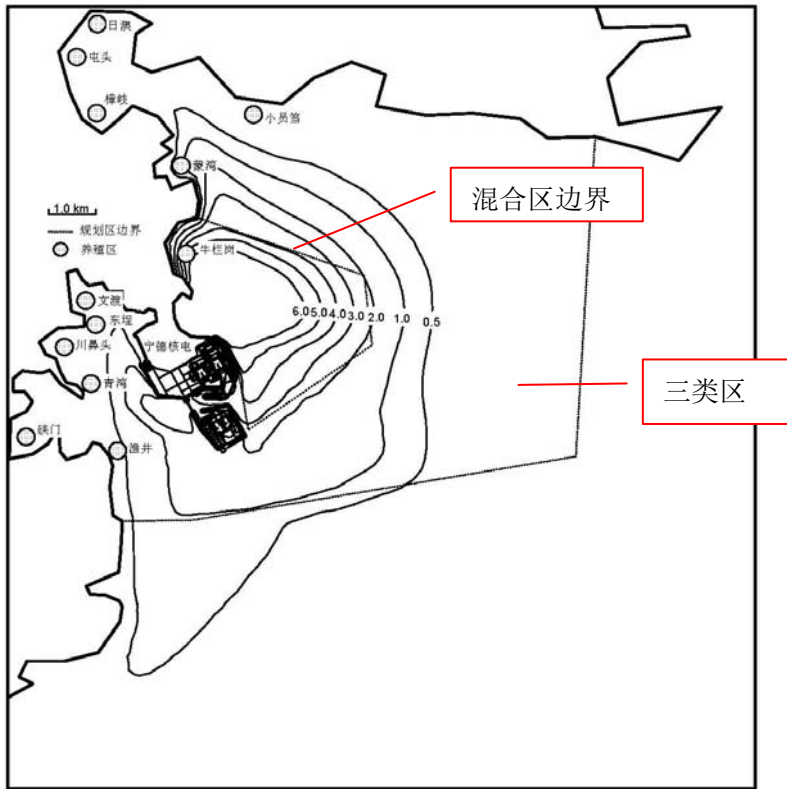 日澳
屯头
樟岐
小员筜
蒙湾
混合区边界
1.0 km
规划区边界
养殖区
牛栏岗
文渡
东埕
6.0 5.0 4.0 3.0 2.0 1.0 0.5
川鼻头
宁德核电
青湾
三类区
硖门
渔井